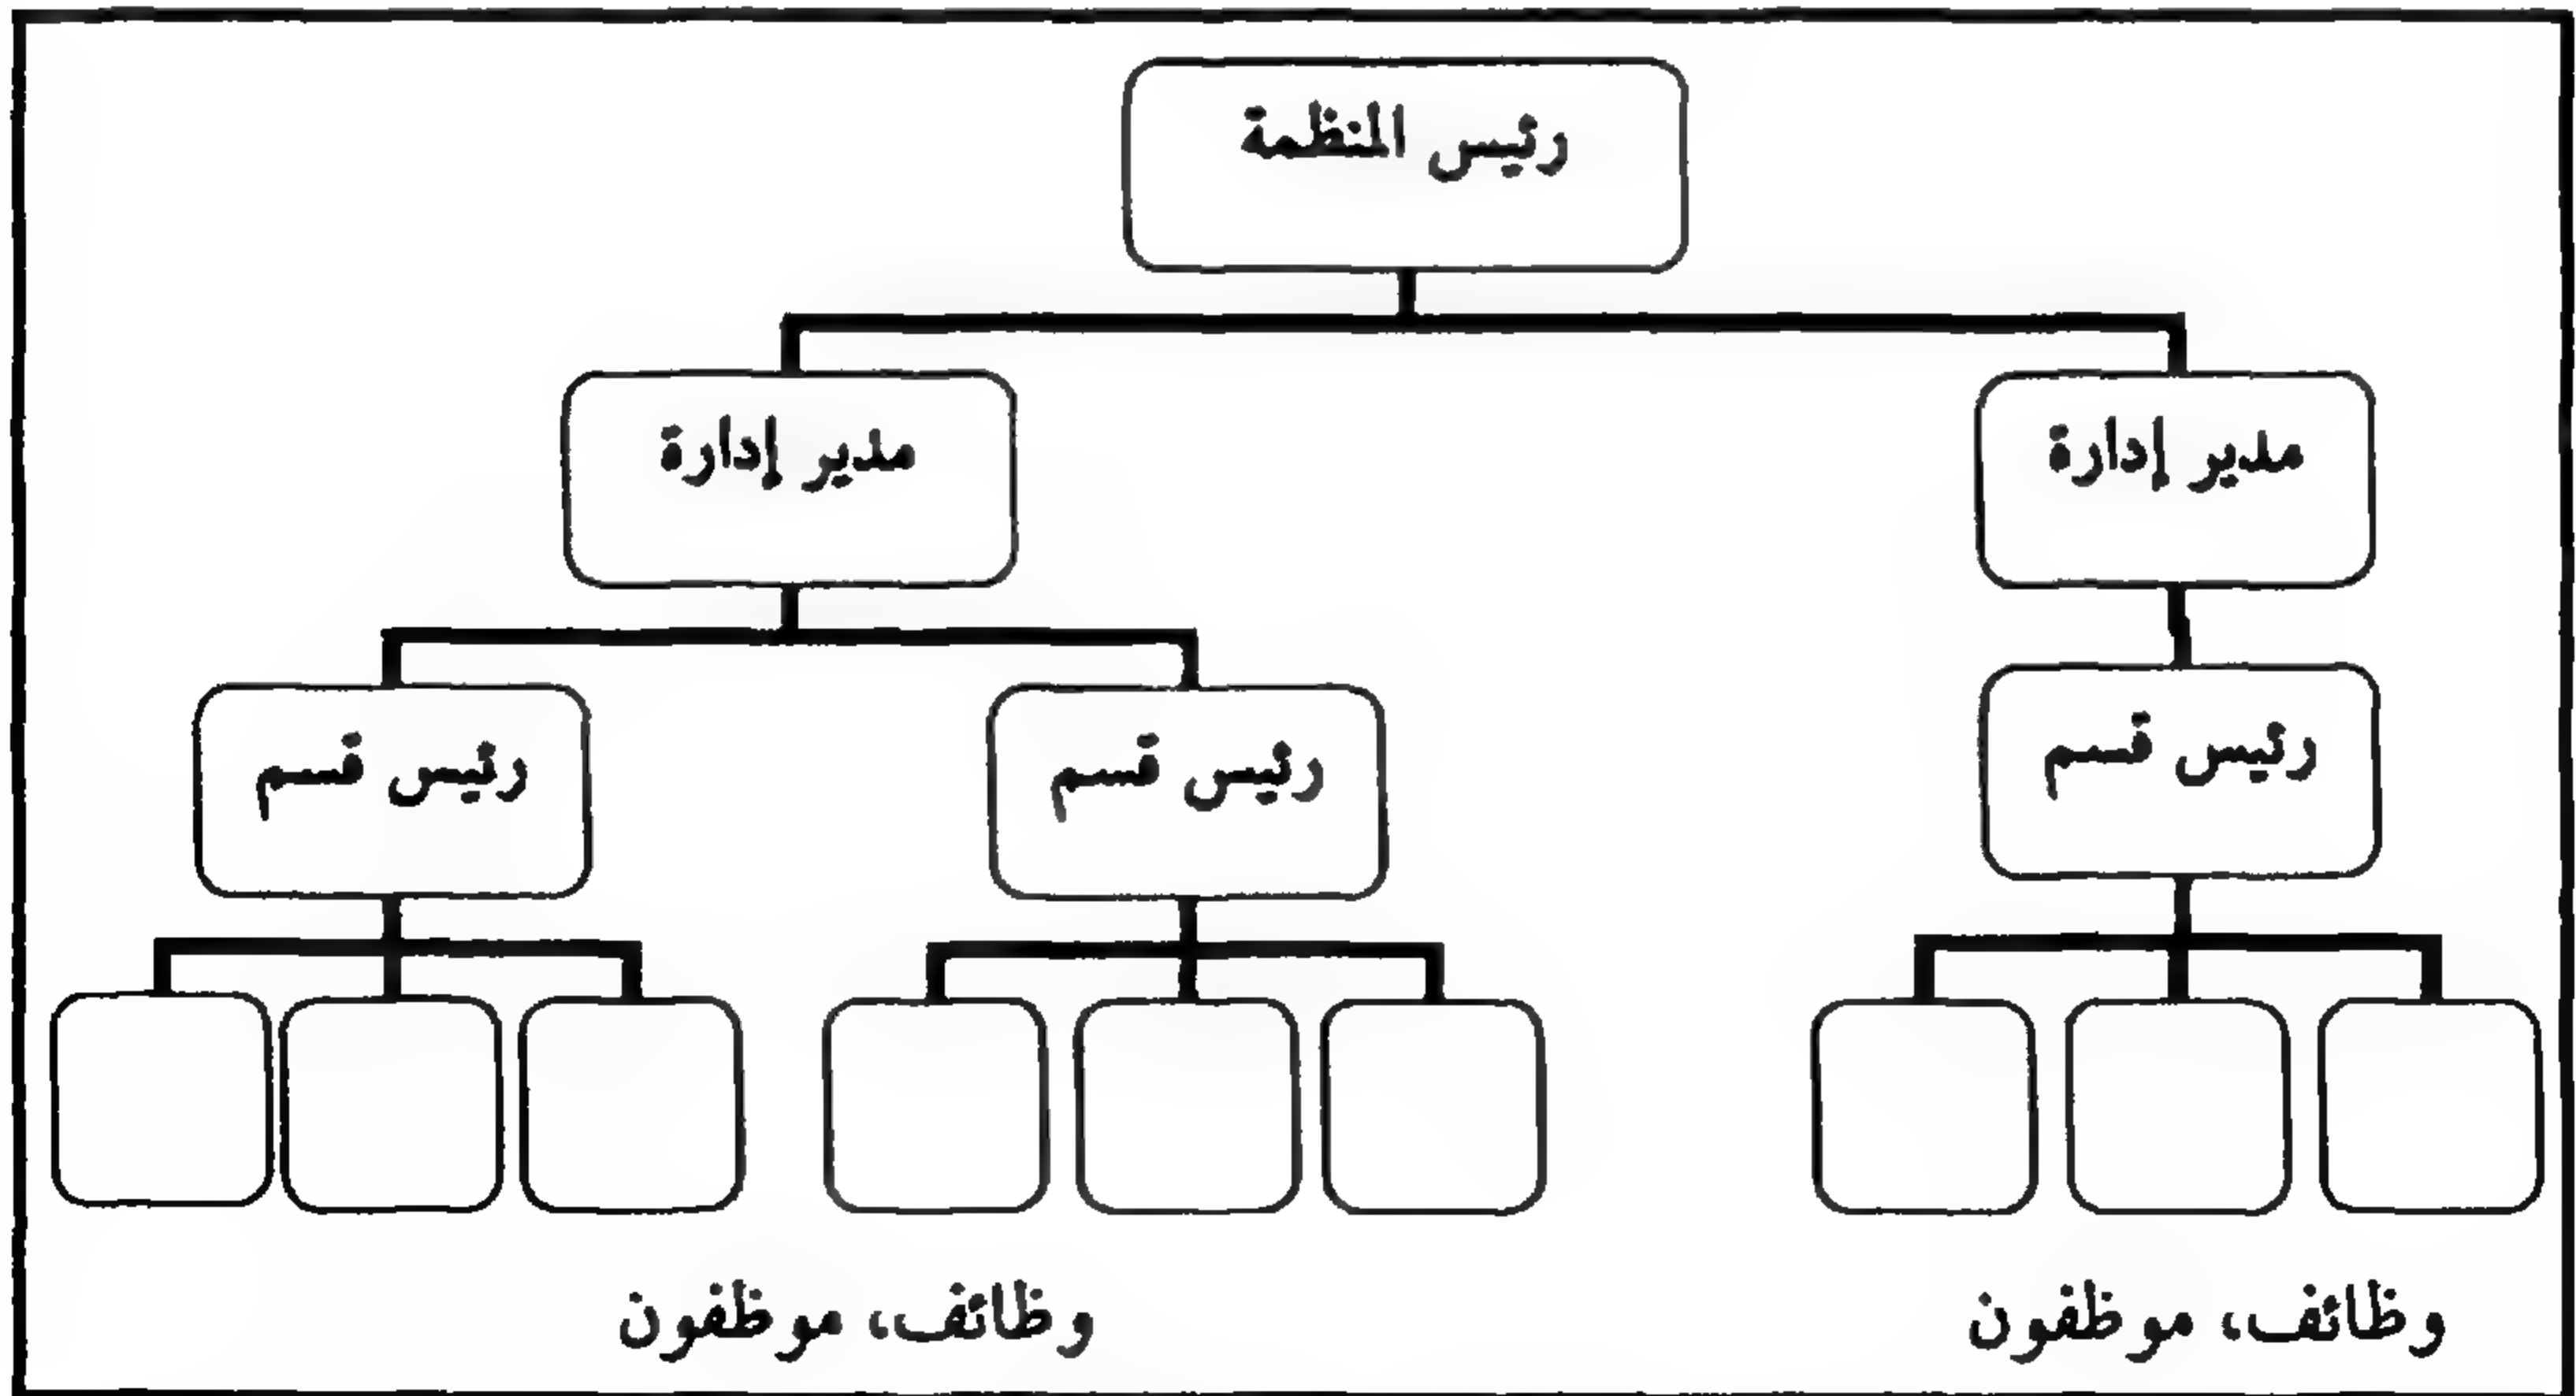 رئيس المنظمة
مدير إدارة
مدير إدارة
رئيس قسم
رئيس قسم
رئيس قسم
وظائف، موظفون
وظائف، موظفون